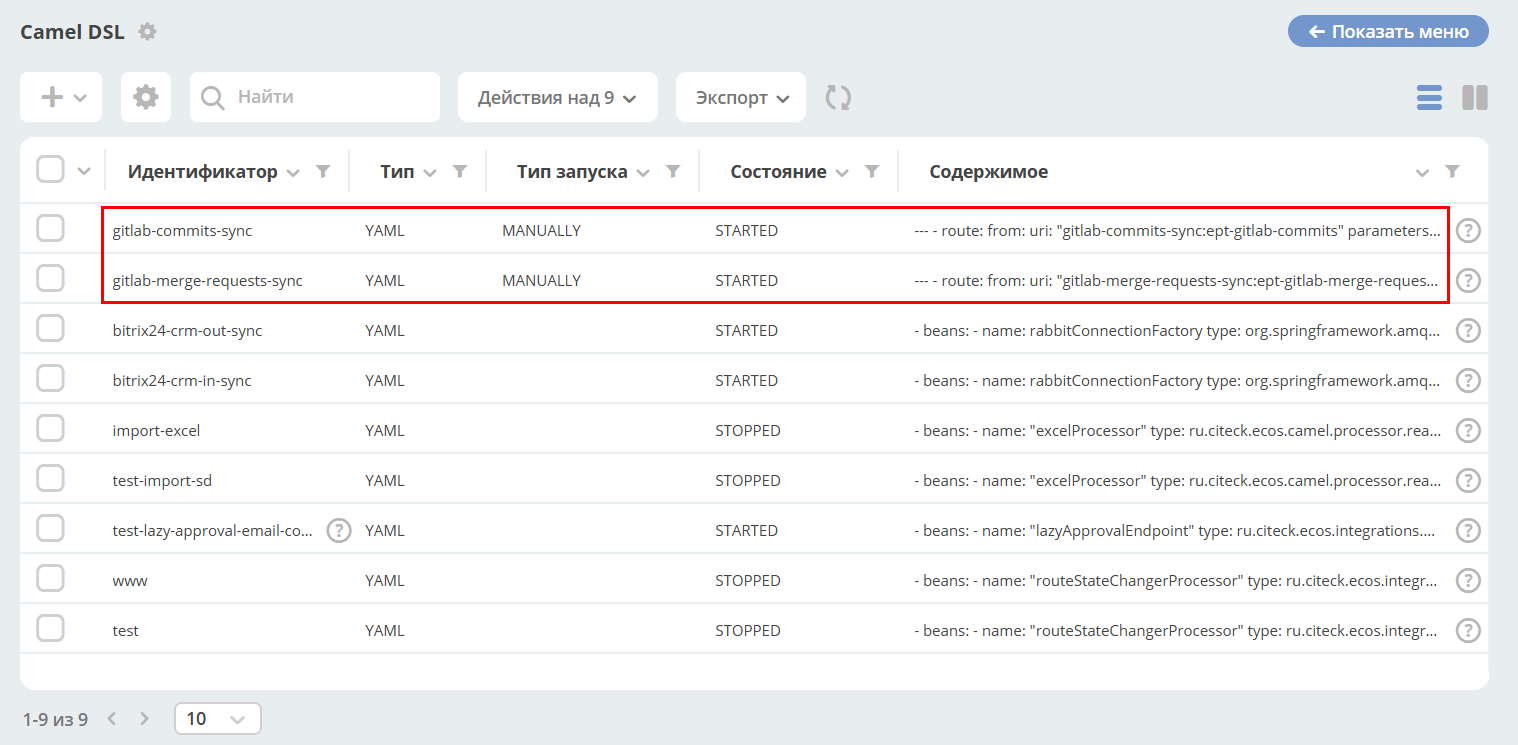 Camel DSL
Показать меню
Найти
Действия над 9
Экспорт
Идентификатор Тип Тип запуска Состояние Содержимое
gitlab-commits-sync YAML MANUALLY STARTED --- - route: from: uri: "gitlab-commits-sync:ept-gitlab-commits" parameters...
gitlab-merge-requests-sync YAML MANUALLY STARTED --- - route: from: uri: "gitlab-merge-requests-sync:ept-gitlab-merge-reques...
bitrix24-crm-out-sync YAML STARTED - beans: - name: rabbitConnectionFactory type: org.springframework.amq...
bitrix24-crm-in-sync YAML STARTED - beans: - name: rabbitConnectionFactory type: org.springframework.amq...
import-excel YAML STOPPED - beans: - name: "excelProcessor" type: ru.citeck.ecos.camel.processor.rea...
test-import-sd YAML STOPPED - beans: - name: "excelProcessor" type: ru.citeck.ecos.camel.processor.rea...
test-lazy-approval-email-co... YAML STARTED - beans: - name: "lazyApprovalEndpoint" type: ru.citeck.ecos.integrations....
www YAML STOPPED - beans: - name: "routeStateChangerProcessor" type: ru.citeck.ecos.integr...
test YAML STOPPED - beans: - name: "routeStateChangerProcessor" type: ru.citeck.ecos.integr...
1-9 из 9
10